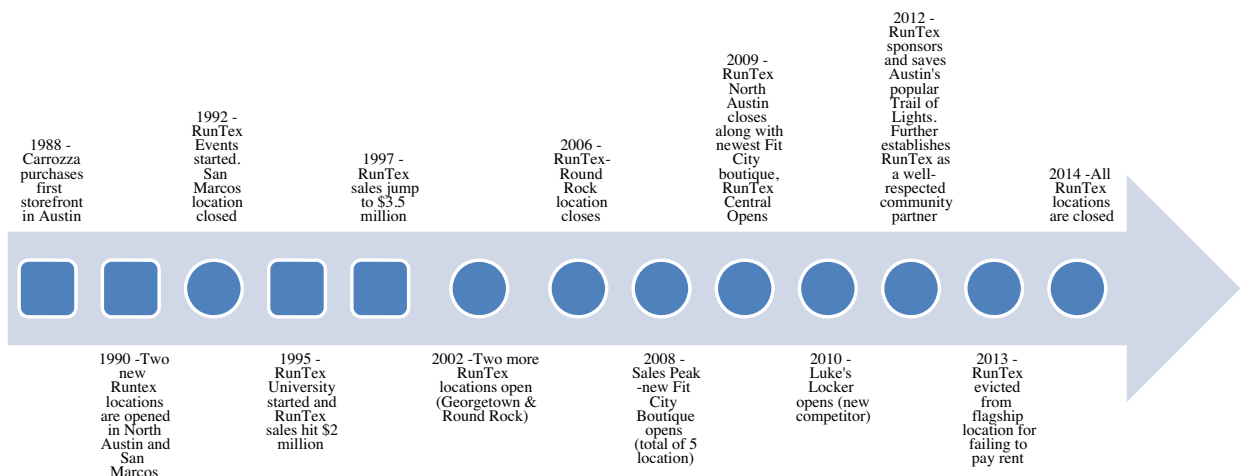 1988 -
Carrozza
purchases
first
storefront
in Austin
1990 -Two
new
Runtex
locations
are opened
in North
Austin and
San
Marcos
1992 -
RunTex
Events
started.
San
Marcos
location
closed
1995 -
RunTex
University
started and
RunTex
sales hit $2
million
1997 -
RunTex
sales jump
to $3.5
million
2002 -Two more
RunTex
locations open
(Georgetown &
Round Rock)
2006 -
RunTex-
Round
Rock
location
closes
2008 -
Sales Peak
-new Fit
City
Boutique
opens
(total of 5
location)
2009 -
RunTex
North
Austin
closes
along with
newest Fit
City
boutique,
RunTex
Central
Opens
2010 -
Luke's
Locker
opens (new
competitor)
2012 -
RunTex
sponsors
and saves
Austin's
popular
Trail of
Lights.
Further
establishes
RunTex as
a well-
respected
community
partner
2013 -
RunTex
evicted
from
flagship
location for
failing to
pay rent
2014 -All
RunTex
locations
are closed